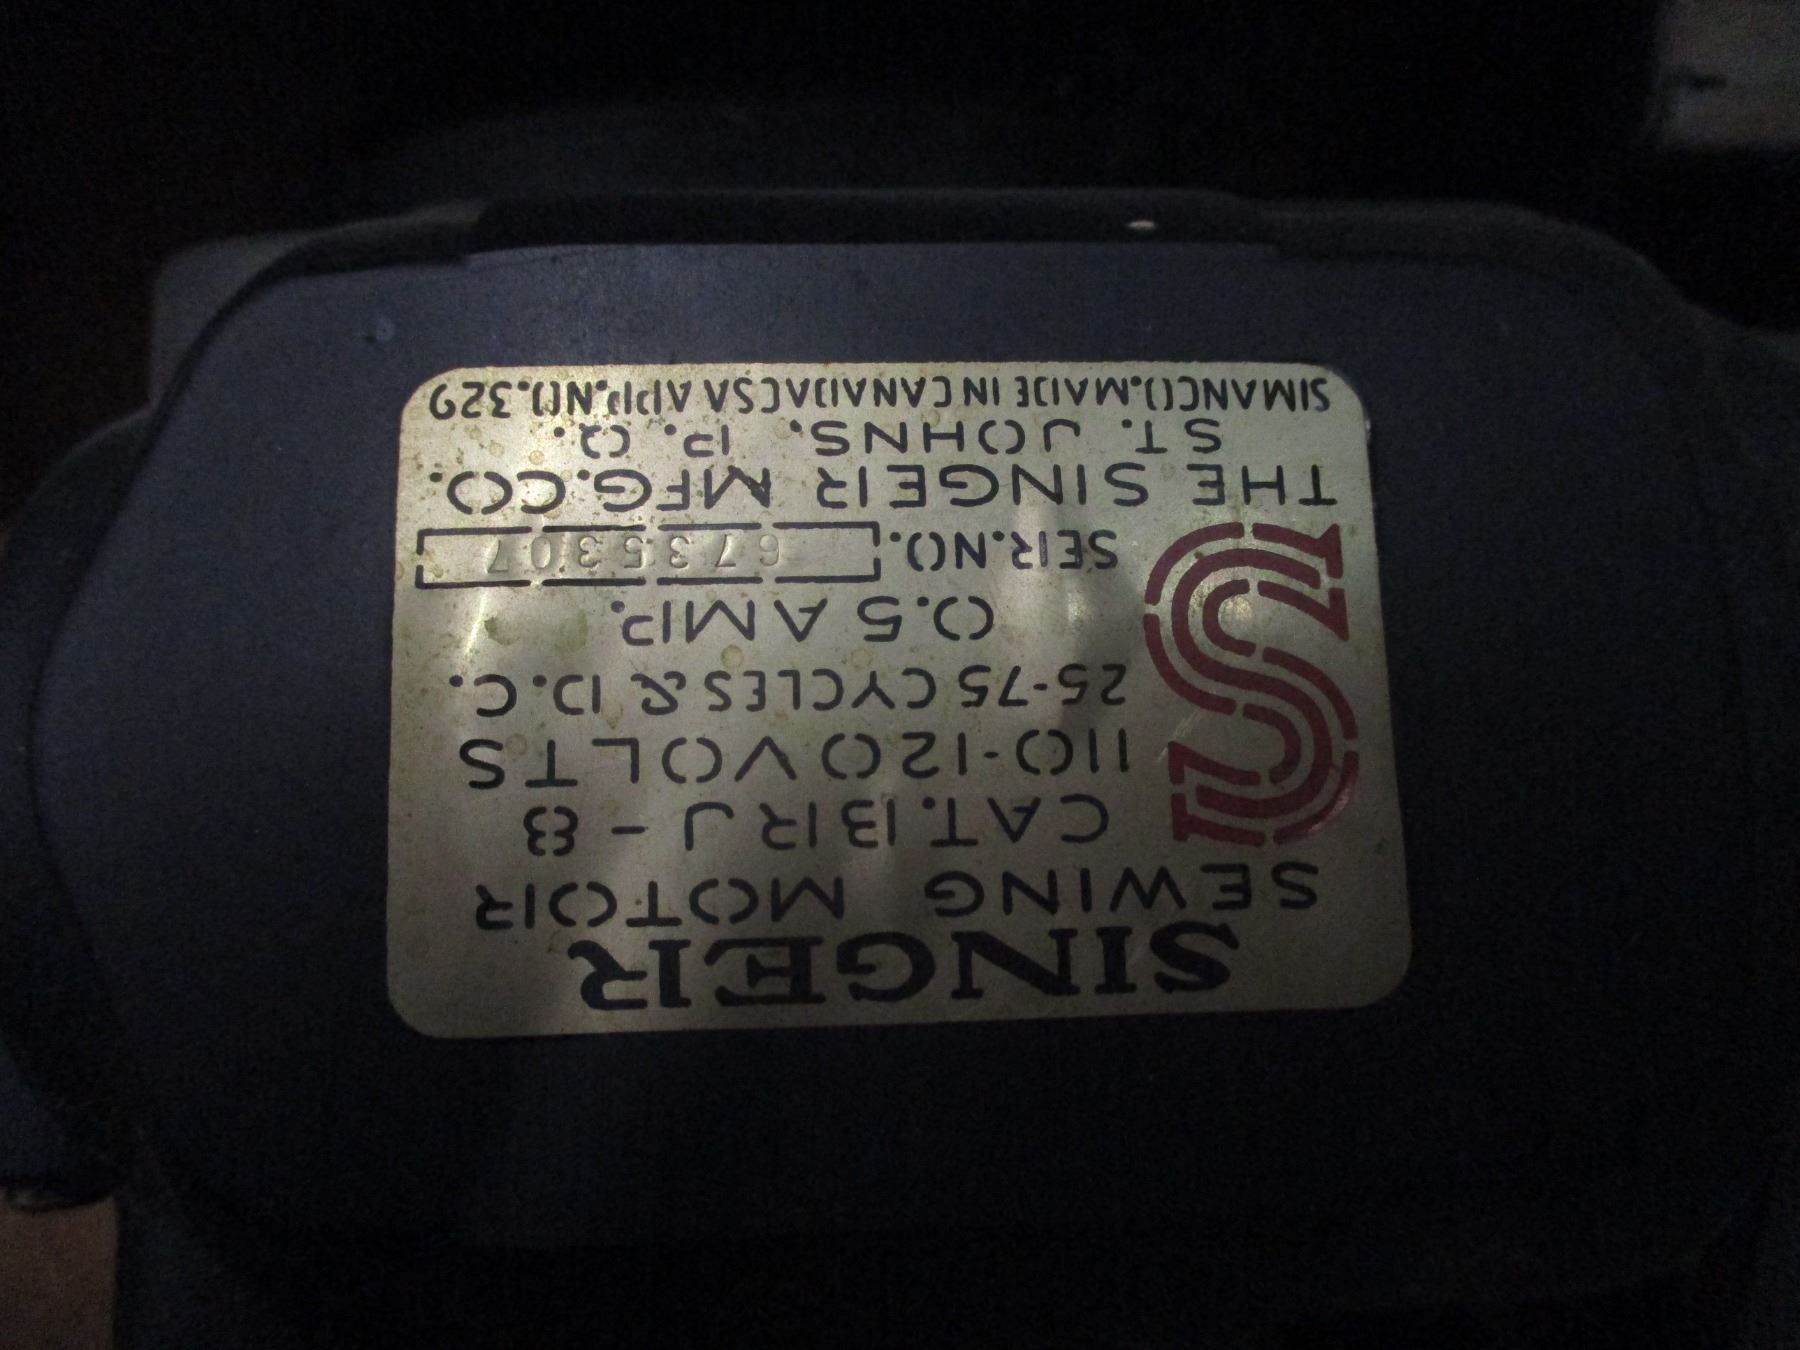 SINGER
SEWING MOTOR
CAT. BRJ-8
110-120 VOLTS
25-75 CYCLES & D.C.
0.5 AMP.
S
SER.NO. 6735307
THE SINGER MFG.CO.
ST. JOHNS, P. Q.
SIMANCO.MADE IN CANADA CSA APP.NO.329